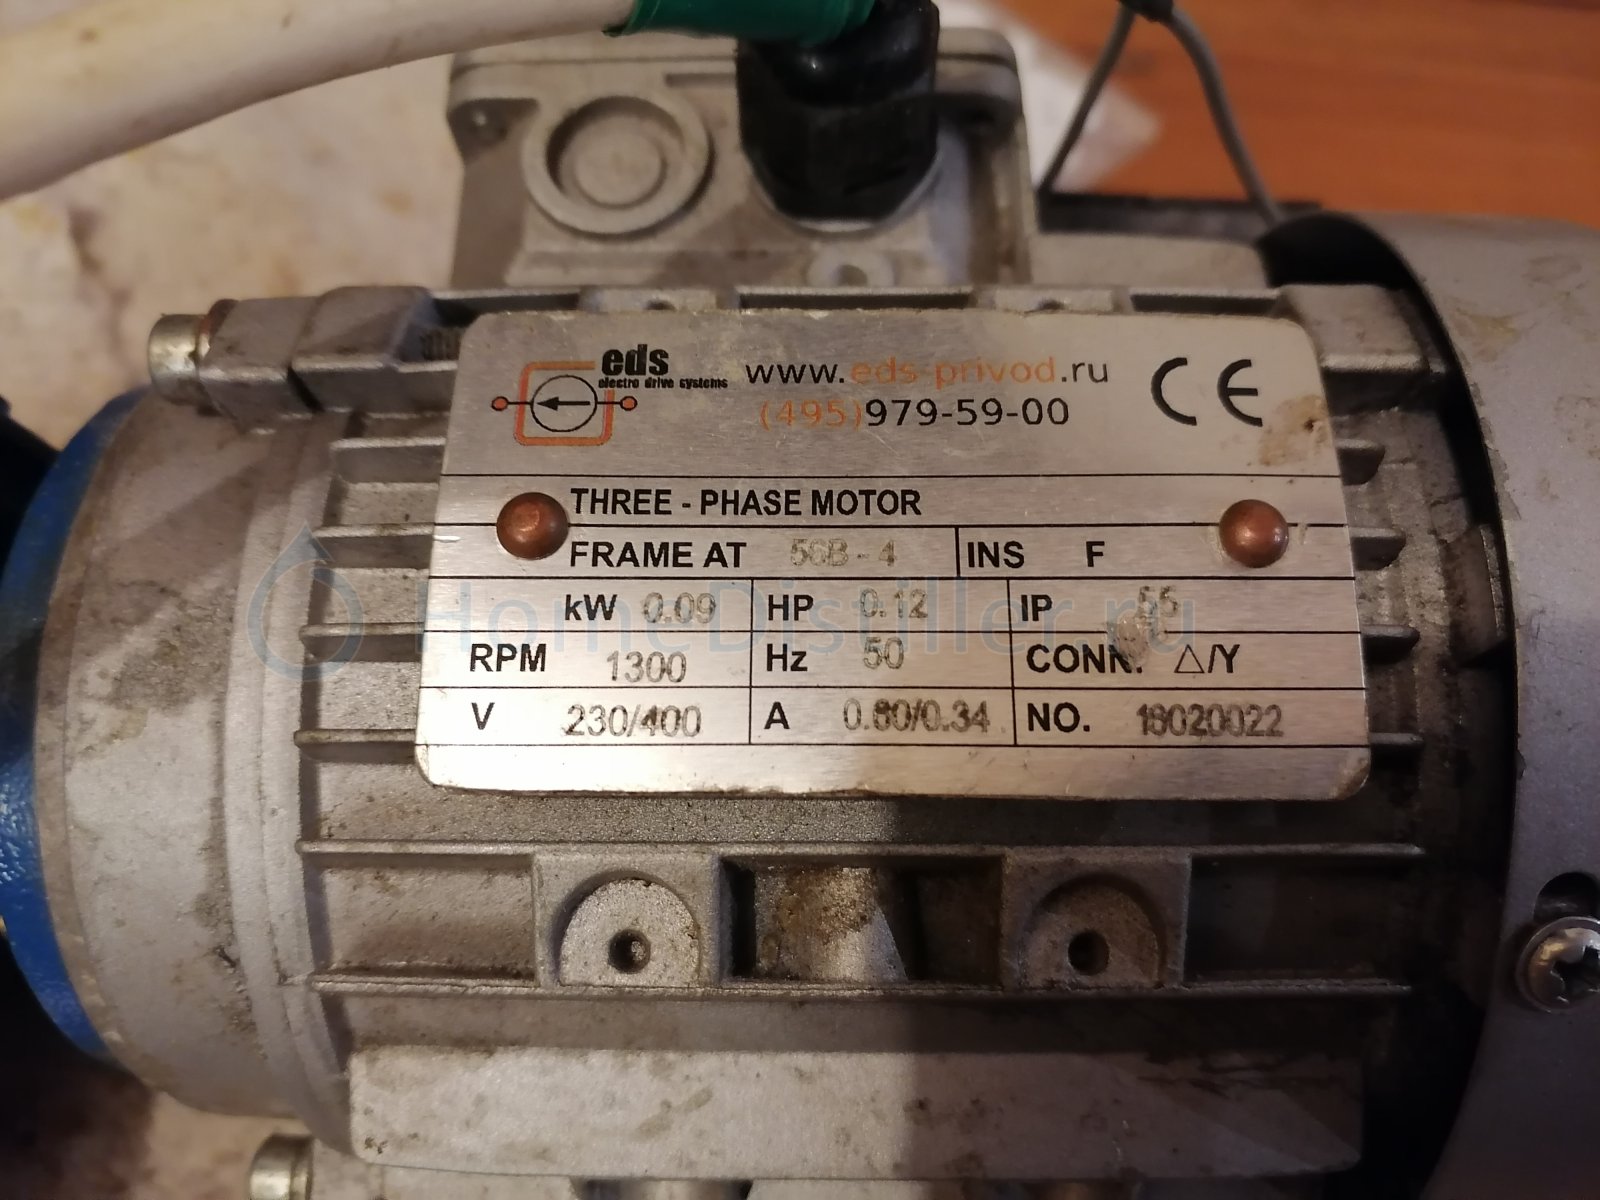 eds
electro drive systems
www.eds-privod.ru
(495)979-59-00
CE
THREE - PHASE MOTOR
FRAME AT 56B - 4 INS F
kW 0.09 HP 0.12 IP 55
RPM 1300 Hz 50 CONN. △/Y
V 230/400 A 0.60/0.34 NO. 18020022
HomeDistiller.ru